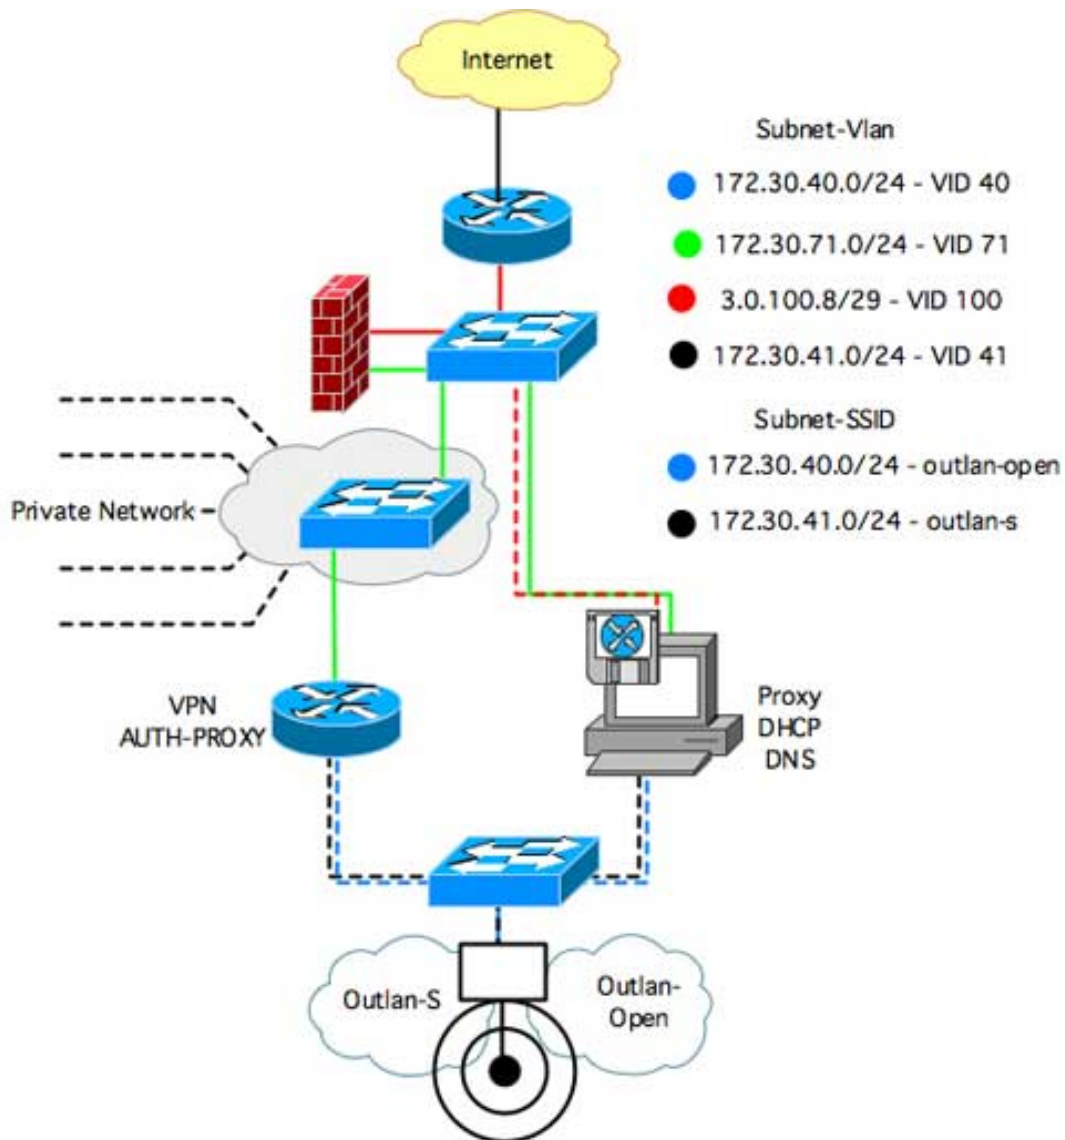 Internet
Subnet-Vlan
172.30.40.0/24 - VID 40
172.30.71.0/24 - VID 71
3.0.100.8/29 - VID 100
172.30.41.0/24 - VID 41
Subnet-SSID
172.30.40.0/24 - outlan-open
172.30.41.0/24 - outlan-s
Private Network
VPN
AUTH-PROXY
Proxy
DHCP
DNS
Outlan-S
Outlan-
Open